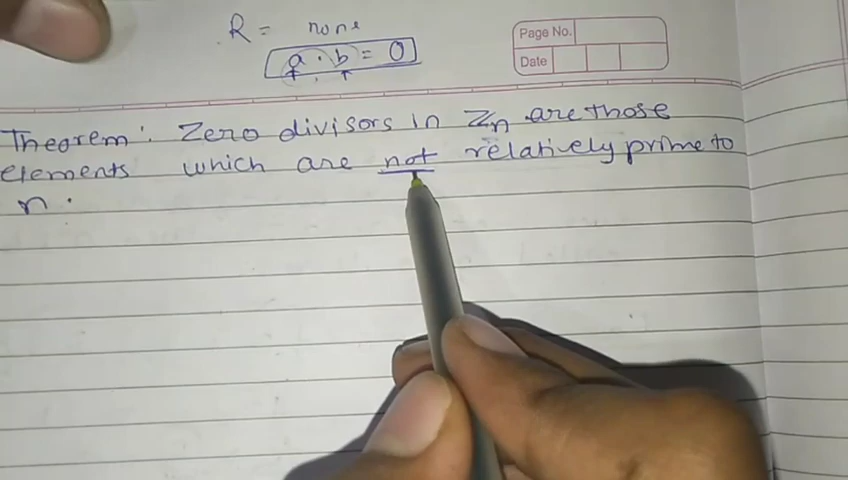 R = none
a · b = 0
Page No.
Date
Theorem: Zero divisors in Zn are those
elements which are not relatively prime to
n.